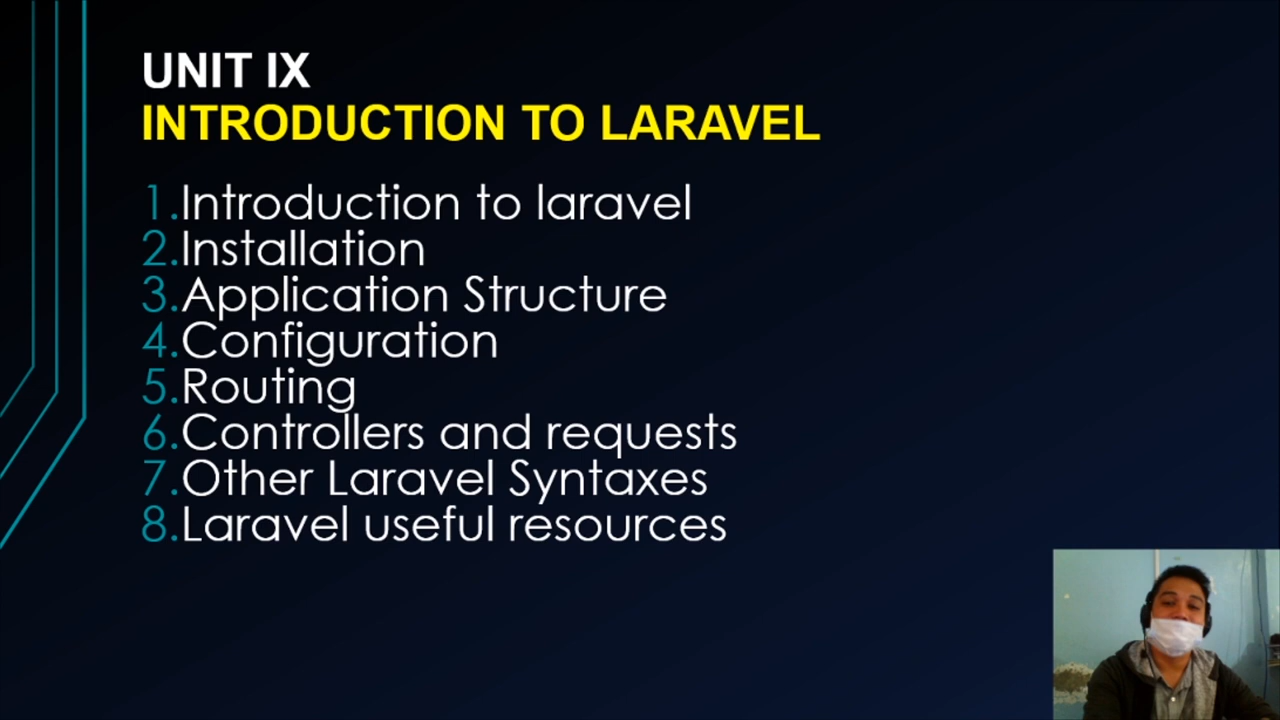 UNIT IX
INTRODUCTION TO LARAVEL
1.Introduction to laravel
2.Installation
3.Application Structure
4.Configuration
5.Routing
6.Controllers and requests
7.Other Laravel Syntaxes
8.Laravel useful resources